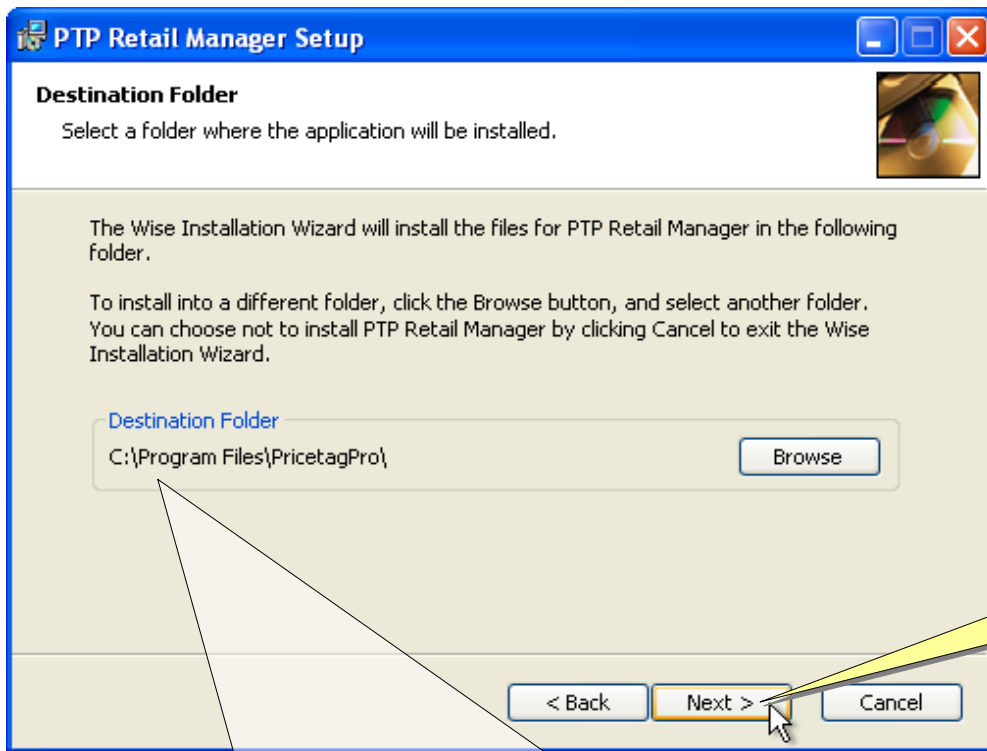 PTP Retail Manager Setup
Destination Folder
Select a folder where the application will be installed.
The Wise Installation Wizard will install the files for PTP Retail Manager in the following
folder.
To install into a different folder, click the Browse button, and select another folder.
You can choose not to install PTP Retail Manager by clicking Cancel to exit the Wise
Installation Wizard.
Destination Folder
C:\Program Files\PricetagPro\
Browse
< Back Next > Cancel